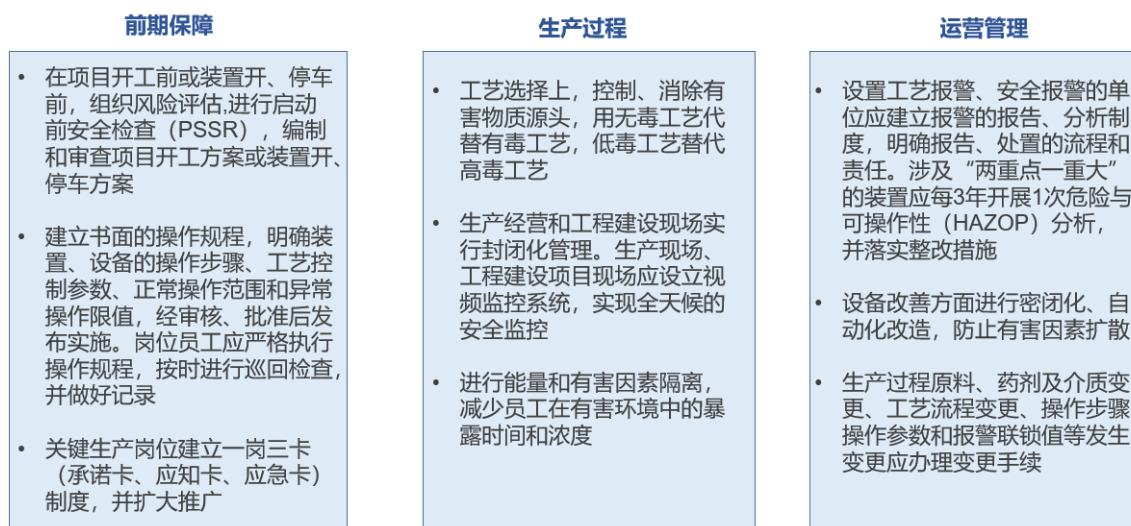 前期保障
• 在项目开工前或装置开、停车
前，组织风险评估,进行启动
前安全检查（PSSR），编制
和审查项目开工方案或装置开、
停车方案
• 建立书面的操作规程，明确装
置、设备的操作步骤、工艺控
制参数、正常操作范围和异常
操作限值，经审核、批准后发
布实施。岗位员工应严格执行
操作规程，按时进行巡回检查，
并做好记录
• 关键生产岗位建立一岗三卡
（承诺卡、应知卡、应急卡）
制度，并扩大推广
生产过程
• 工艺选择上，控制、消除有
害物质源头，用无毒工艺代
替有毒工艺，低毒工艺替代
高毒工艺
• 生产经营和工程建设现场实
行封闭化管理。生产现场、
工程建设项目现场应设立视
频监控系统，实现全天候的
安全监控
• 进行能量和有害因素隔离，
减少员工在有害环境中的暴
露时间和浓度
运营管理
• 设置工艺报警、安全报警的单
位应建立报警的报告、分析制
度，明确报告、处置的流程和
责任。涉及“两重点一重大”
的装置应每3年开展1次危险与
可操作性（HAZOP）分析，
并落实整改措施
• 设备改善方面进行密闭化、自
动化改造，防止有害因素扩散
• 生产过程原料、药剂及介质变
更、工艺流程变更、操作步骤
操作参数和报警联锁值等发生
变更应办理变更手续